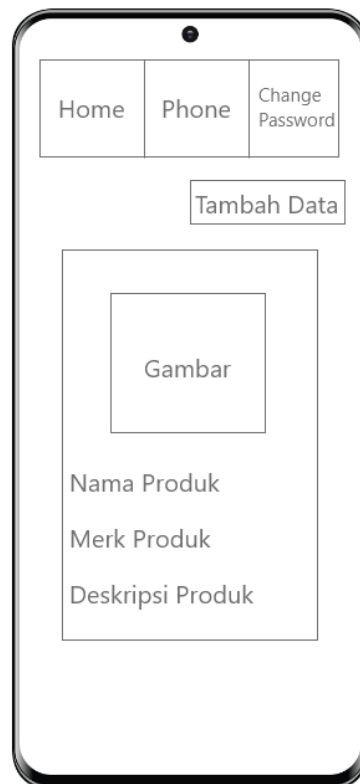 Home
Phone
Change
Password
Tambah Data
Gambar
Nama Produk
Merk Produk
Deskripsi Produk